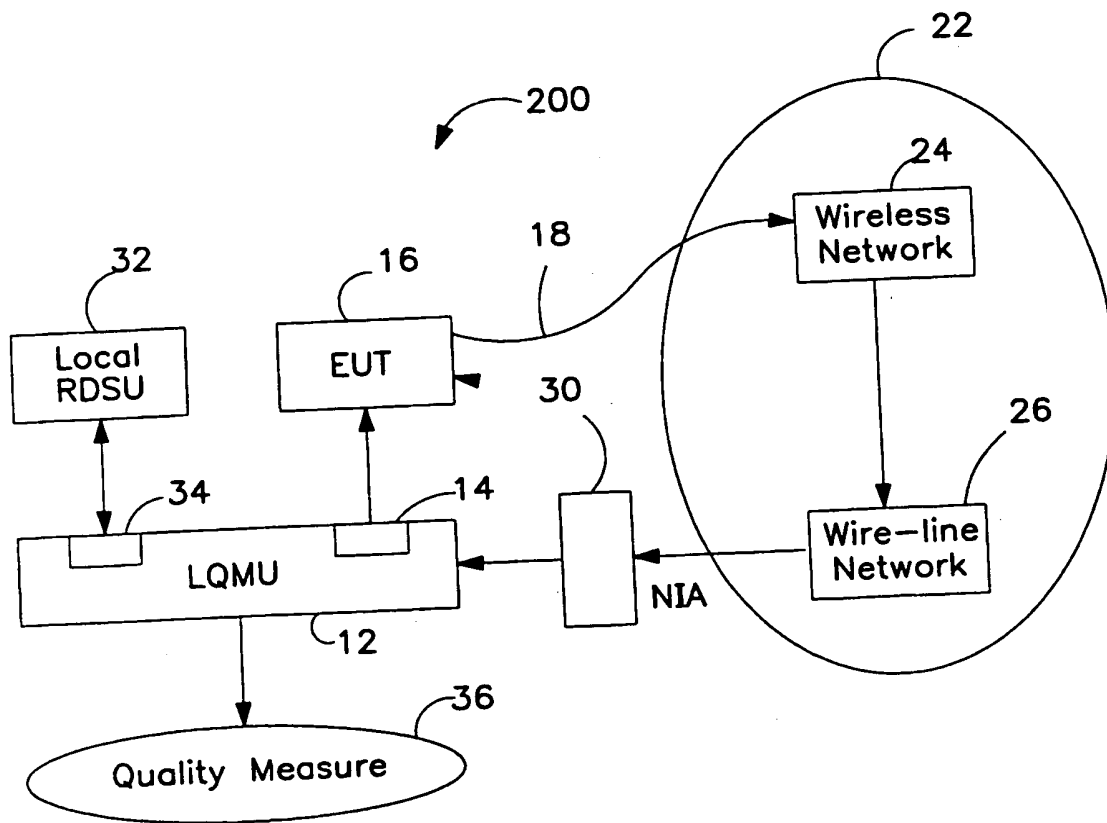 22
200
24
Wireless
Network
18
32
16
Local
RDSU
EUT
30
26
34
14
Wire-line
Network
LQMU
NIA
12
36
Quality Measure